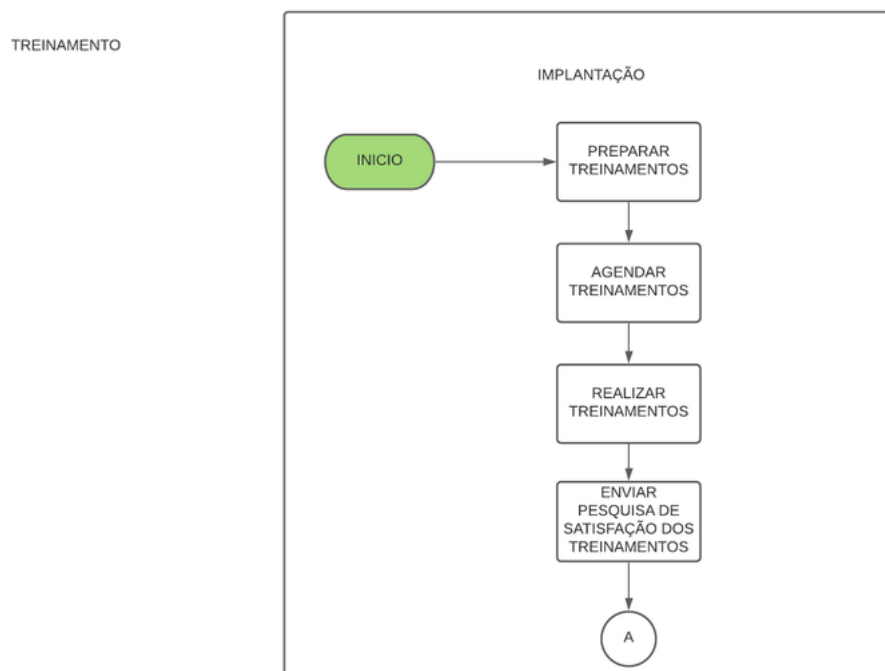 TREINAMENTO
IMPLANTAÇÃO
INICIO
PREPARAR
TREINAMENTOS
AGENDAR
TREINAMENTOS
REALIZAR
TREINAMENTOS
ENVIAR
PESQUISA DE
SATISFAÇÃO DOS
TREINAMENTOS
A